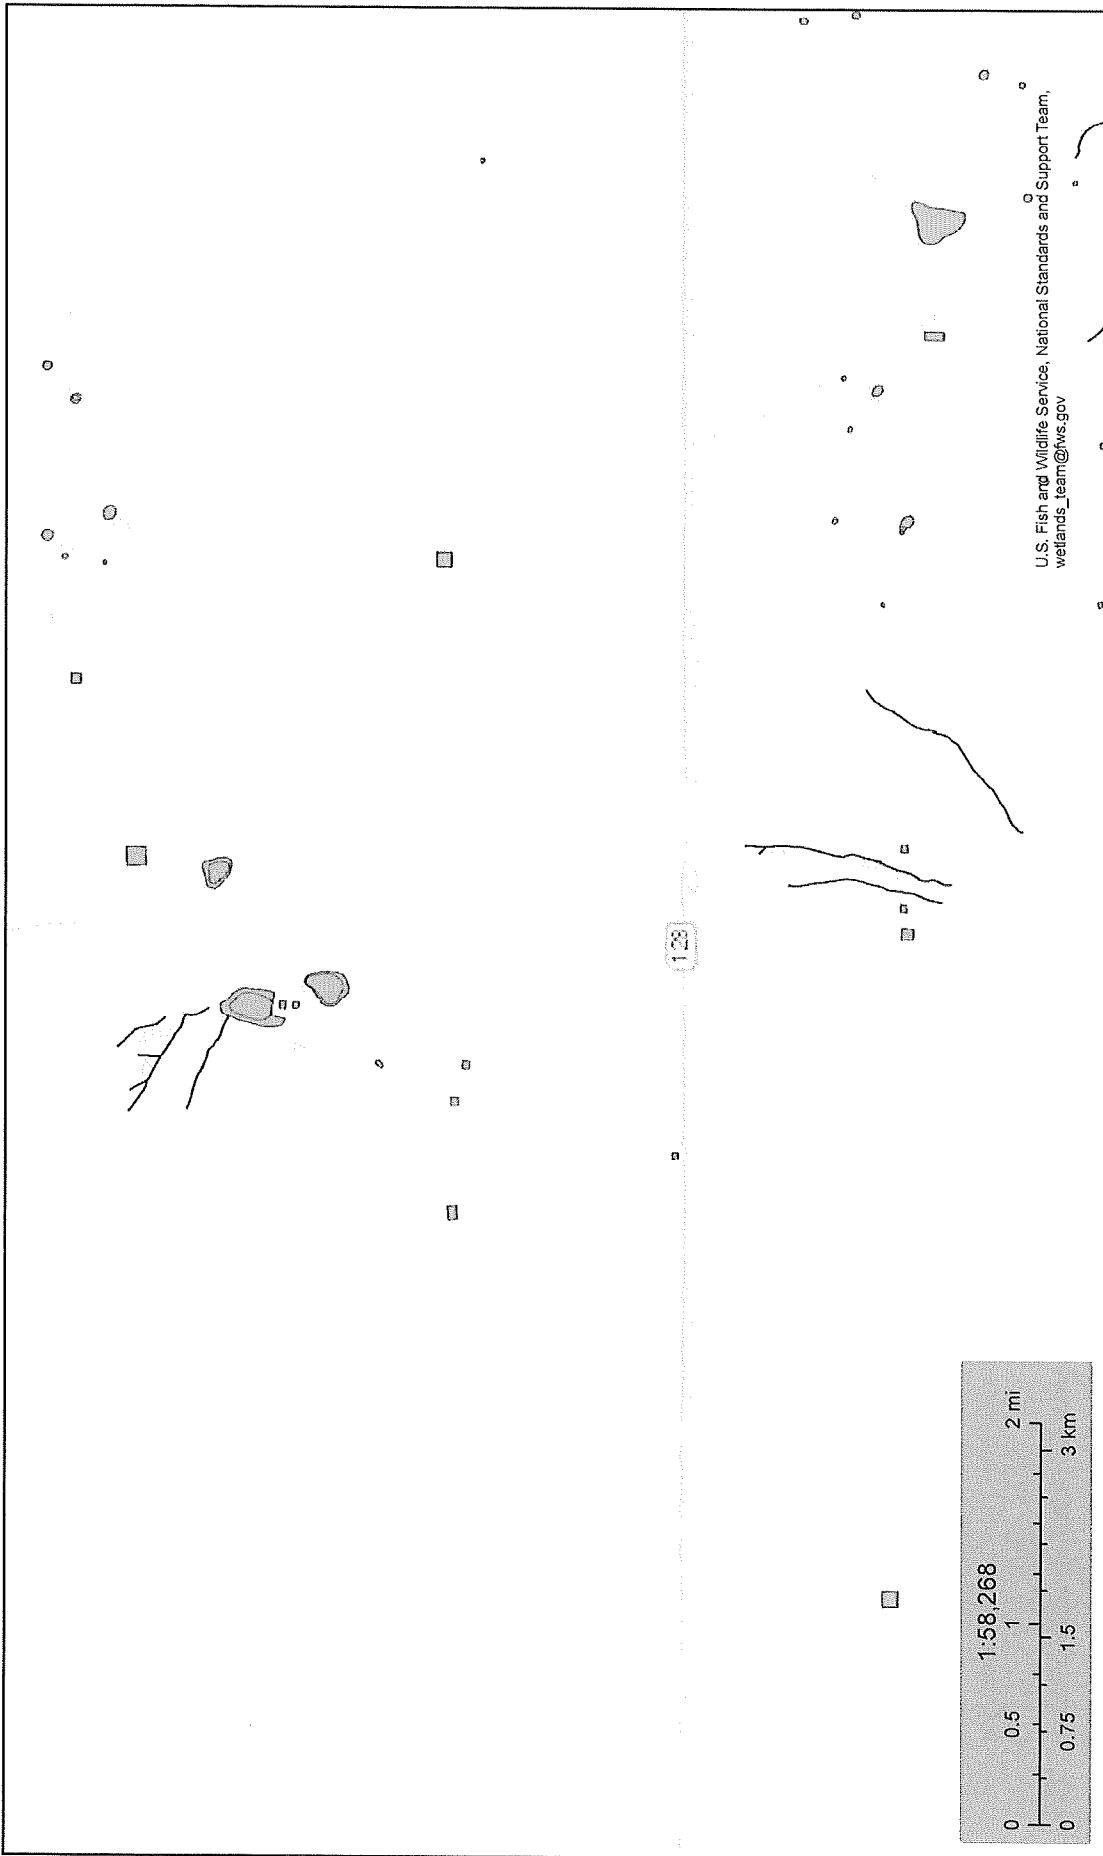 128
U.S. Fish and Wildlife Service, National Standards and Support Team,
wetlands_team@fws.gov
1:58,268
0 0.5 1 2 mi
0 0.75 1.5 3 km